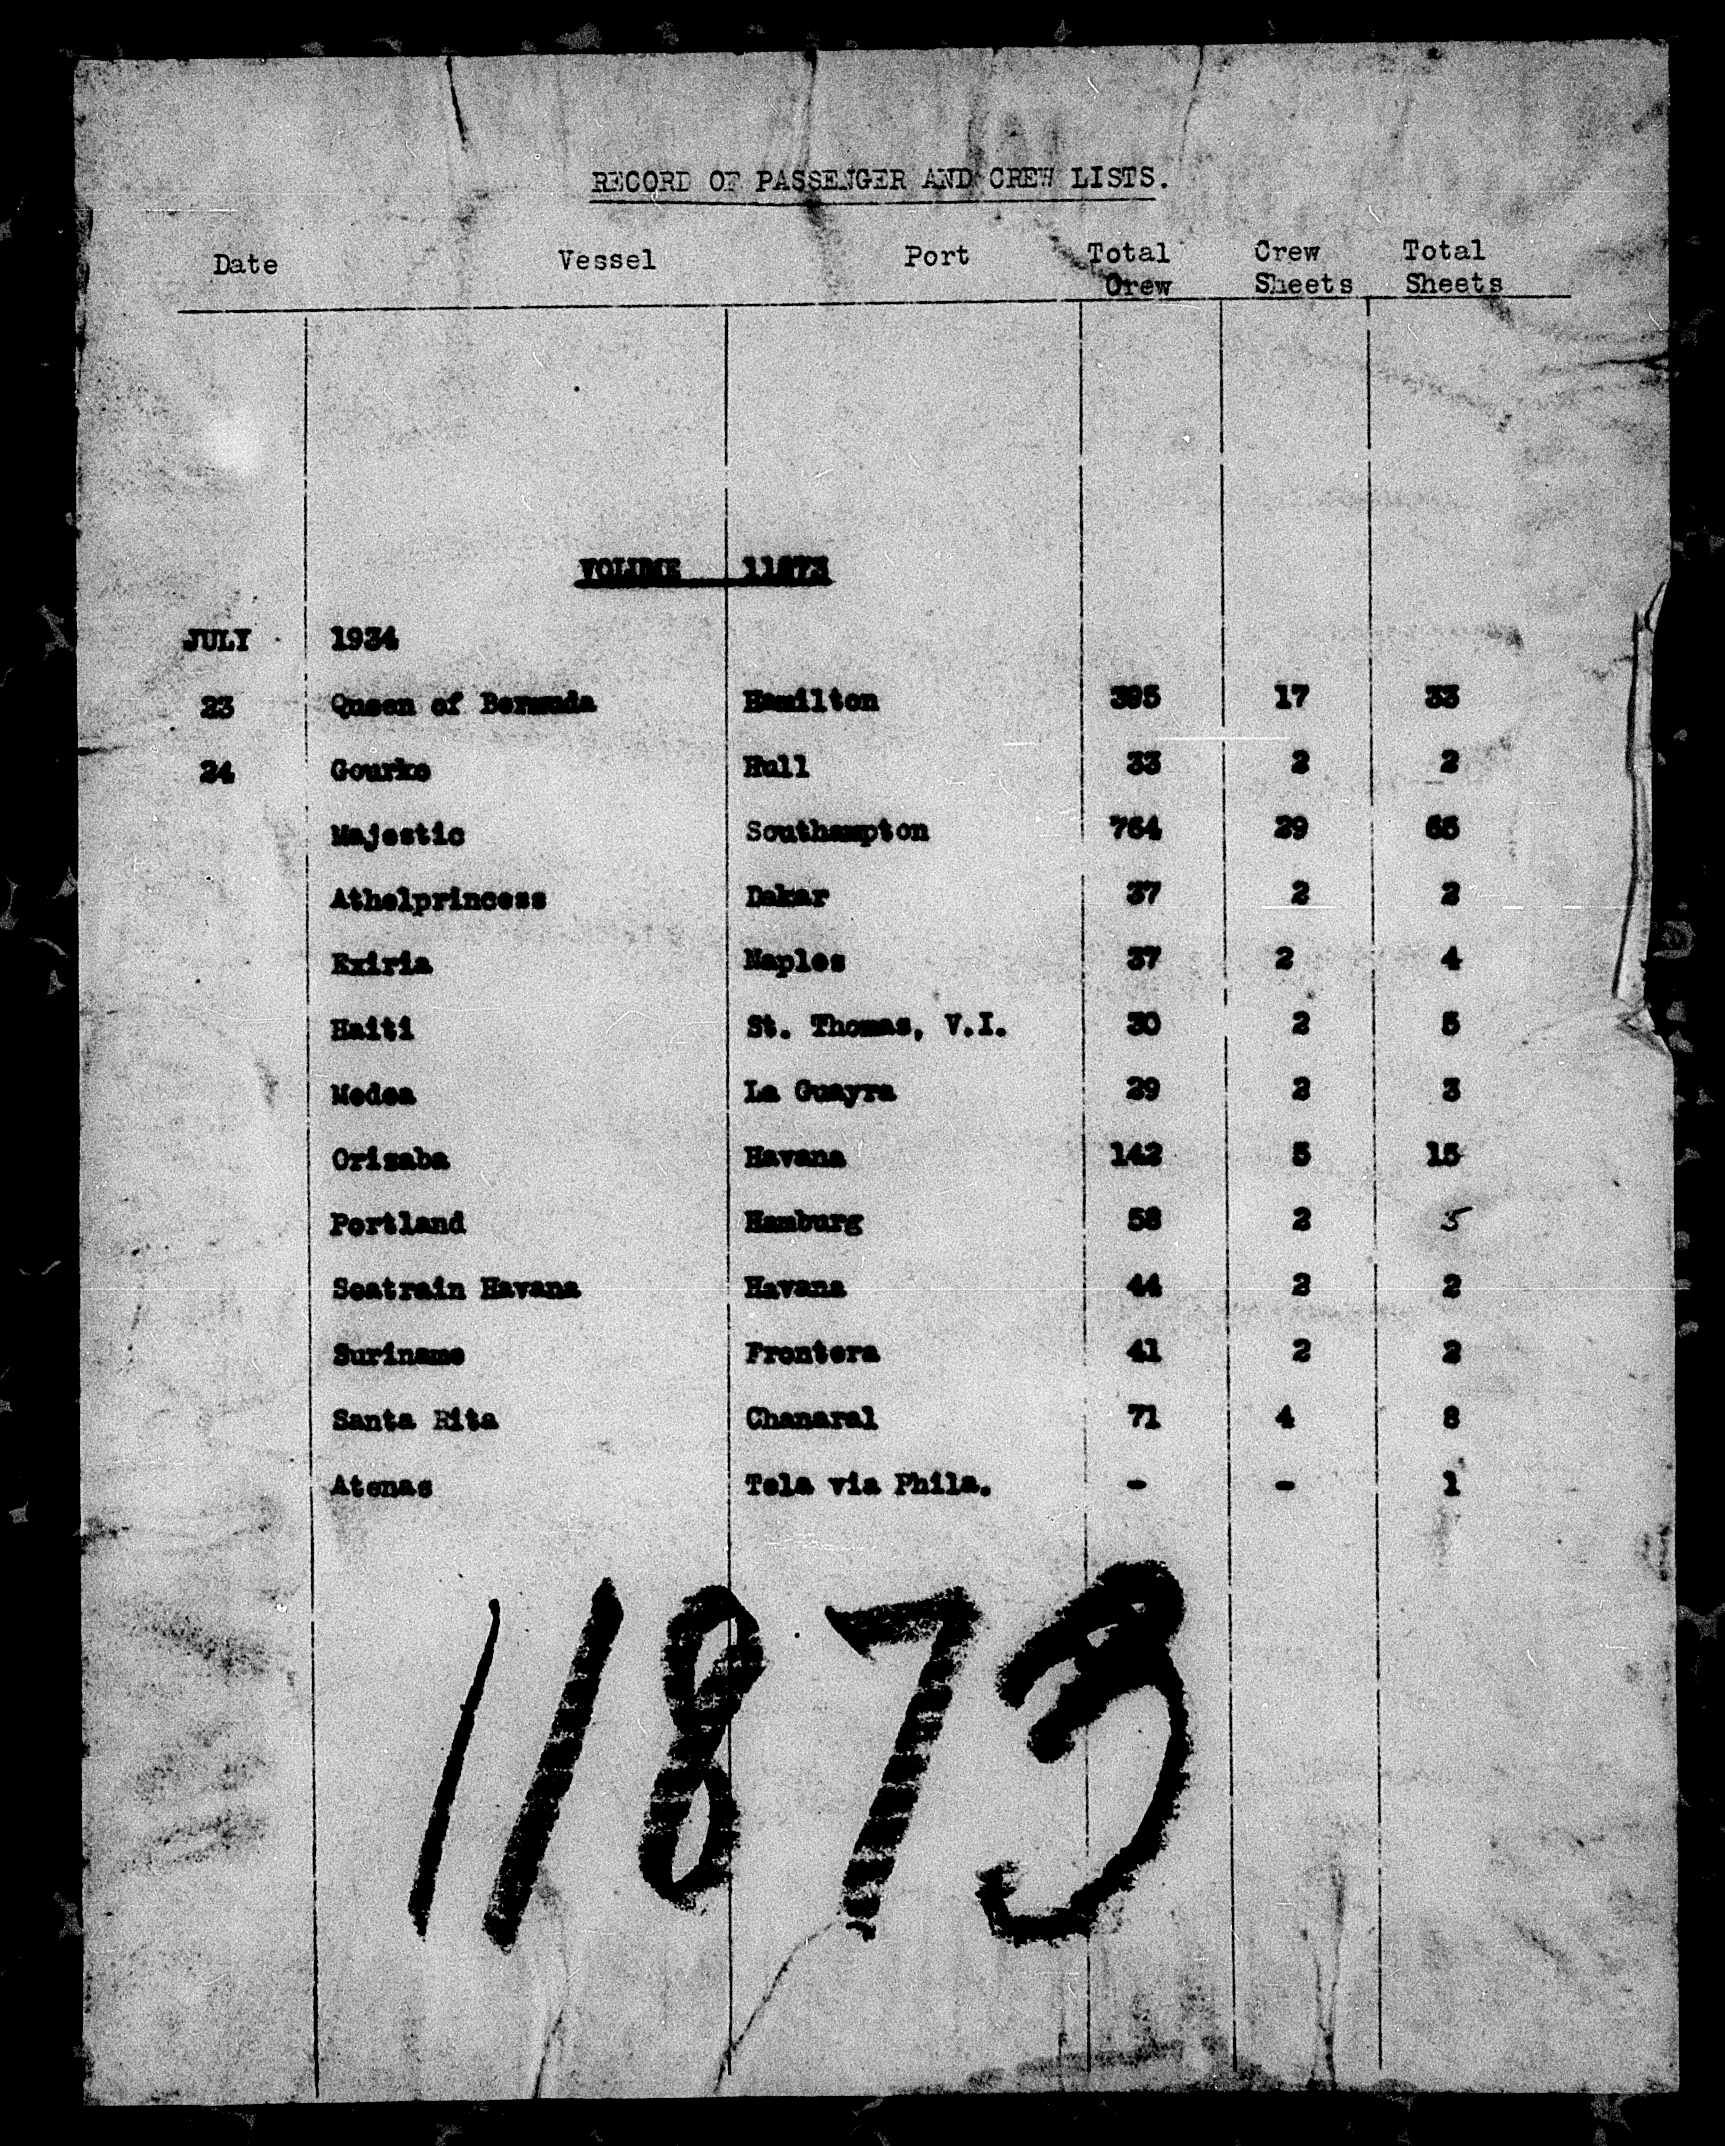 RECORD OF PASSENGER AND CREW LISTS.
Date Vessel Port Total Crew Total
Crew Sheets Sheets
VOLUME 11873
JULY 1934
23 Queen of Bermuda Hamilton 395 17 33
24 Gourko Hull 33 2 2
Majestic Southampton 764 29 65
Athelprincess Dakar 37 2 2
Exiria Naples 37 2 4
Haiti St. Thomas, V.I. 30 2 5
Medea La Guayra 29 2 3
Orizaba Havana 142 5 15
Portland Hamburg 58 2 5
Seatrain Havana Havana 44 2 2
Suriname Frontera 41 2 2
Santa Rita Chanaral 71 4 8
Atenas Tela via Phila. - - 1
11873